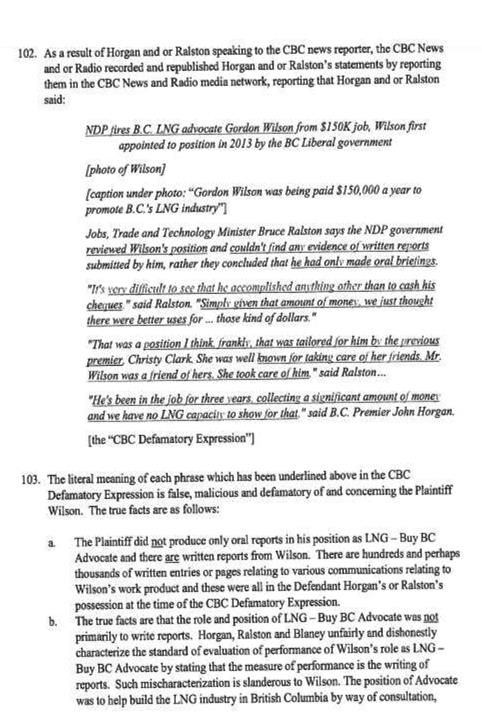 102. As a result of Horgan and or Ralston speaking to the CBC news reporter, the CBC News
and or Radio recorded and republished Horgan and or Ralston's statements by reporting
them in the CBC News and Radio media network, reporting that Horgan and or Ralston
said:
NDP fires B.C. LNG advocate Gordon Wilson from $150K job, Wilson first
appointed to position in 2013 by the BC Liberal government
[photo of Wilson]
[caption under photo: "Gordon Wilson was being paid $150,000 a year to
promote B.C.'s LNG industry"]
Jobs, Trade and Technology Minister Bruce Ralston says the NDP government
reviewed Wilson's position and couldn't find any evidence of written reports
submitted by him, rather they concluded that he had only made oral briefings.
"It's very difficult to see that he accomplished anything other than to cash his
cheques," said Ralston. "Simply given that amount of money, we just thought
there were better uses for ... those kind of dollars."
"That was a position I think, frankly, that was tailored for him by the previous
premier, Christy Clark. She was well known for taking care of her friends. Mr.
Wilson was a friend of hers. She took care of him," said Ralston...
"He's been in the job for three years, collecting a significant amount of money
and we have no LNG capacity to show for that," said B.C. Premier John Horgan.
[the "CBC Defamatory Expression"]
103. The literal meaning of each phrase which has been underlined above in the CBC
Defamatory Expression is false, malicious and defamatory of and concerning the Plaintiff
Wilson. The true facts are as follows:
a. The Plaintiff did not produce only oral reports in his position as LNG – Buy BC
Advocate and there are written reports from Wilson. There are hundreds and perhaps
thousands of written entries or pages relating to various communications relating to
Wilson's work product and these were all in the Defendant Horgan's or Ralston's
possession at the time of the CBC Defamatory Expression.
b. The true facts are that the role and position of LNG – Buy BC Advocate was not
primarily to write reports. Horgan, Ralston and Blaney unfairly and dishonestly
characterize the standard of evaluation of performance of Wilson's role as LNG –
Buy BC Advocate by stating that the measure of performance is the writing of
reports. Such mischaracterization is slanderous to Wilson. The position of Advocate
was to help build the LNG industry in British Columbia by way of consultation,